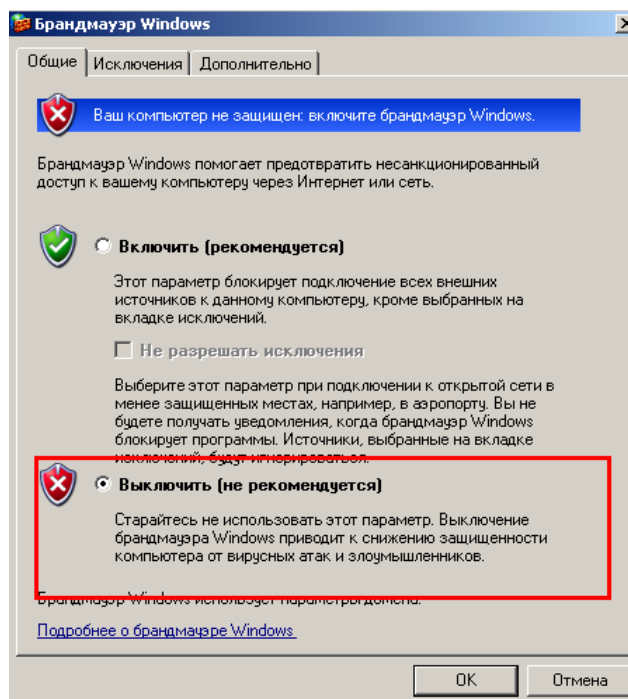 Брандмауэр Windows
Общие Исключения Дополнительно
Ваш компьютер не защищен: включите брандмауэр Windows.
Брандмауэр Windows помогает предотвратить несанкционированный
доступ к вашему компьютеру через Интернет или сеть.
Включить (рекомендуется)
Этот параметр блокирует подключение всех внешних
источников к данному компьютеру, кроме выбранных на
вкладке исключений.
Не разрешать исключения
Выберите этот параметр при подключении к открытой сети в
менее защищенных местах, например, в аэропорту. Вы не
будете получать уведомления, когда брандмауэр Windows
блокирует программы. Источники, выбранные на вкладке
исключений, будут игнорироваться.
Выключить (не рекомендуется)
Старайтесь не использовать этот параметр. Выключение
брандмауэра Windows приводит к снижению защищенности
компьютера от вирусных атак и злоумышленников.
Брандмауэр Windows использует параметры домена.
Подробнее о брандмауэре Windows
OK Отмена